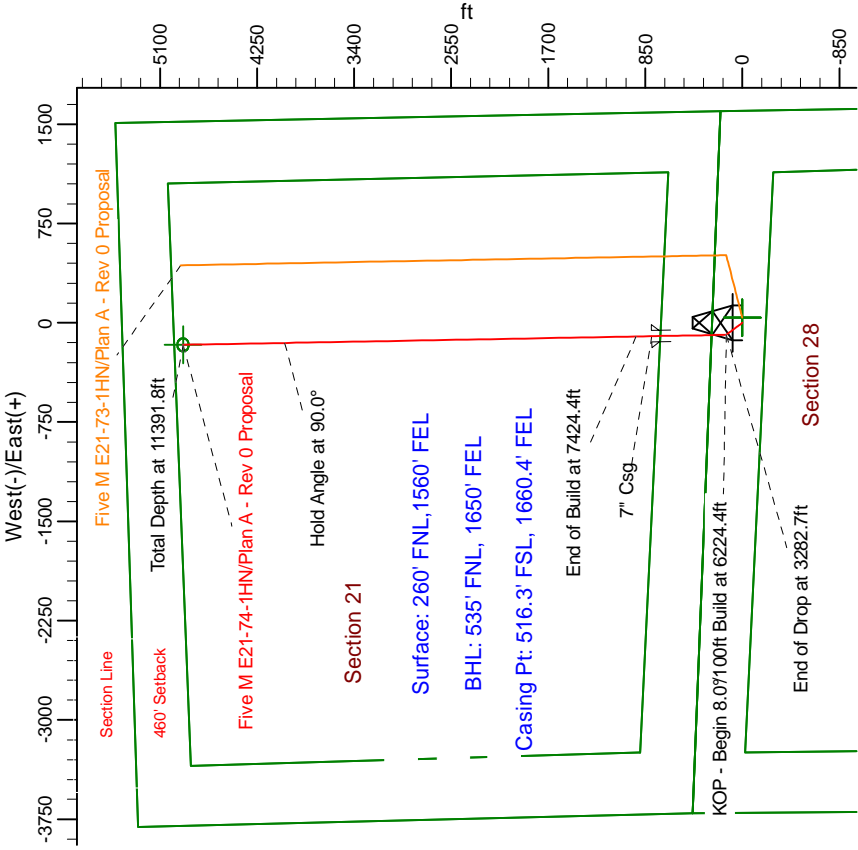 ft
5100
4250
3400
2550
1700
850
0
-850
West(-)/East(+)
1500
750
0
-750
-1500
-2250
-3000
-3750
Five M E21-73-1HN/Plan A - Rev 0 Proposal
Total Depth at 11391.8ft
Five M E21-74-1HN/Plan A - Rev 0 Proposal
Hold Angle at 90.0°
Section 21
Surface: 260' FNL,1560' FEL
BHL: 535' FNL, 1650' FEL
Casing Pt: 516.3' FSL, 1660.4' FEL
End of Build at 7424.4ft
7" Csg
KOP - Begin 8.0°/100ft Build at 6224.4ft
End of Drop at 3282.7ft
Section 28
Section Line
460' Setback